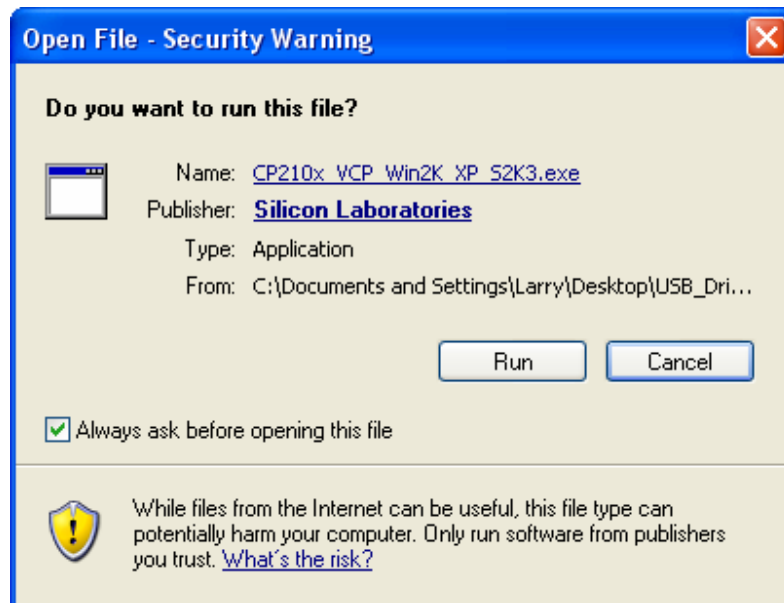 Open File - Security Warning
Do you want to run this file?
Name: CP210x_VCP_Win2K_XP_S2K3.exe
Publisher: Silicon Laboratories
Type: Application
From: C:\Documents and Settings\Larry\Desktop\USB_Dri...
Run Cancel
Always ask before opening this file
While files from the Internet can be useful, this file type can
potentially harm your computer. Only run software from publishers
you trust. What's the risk?